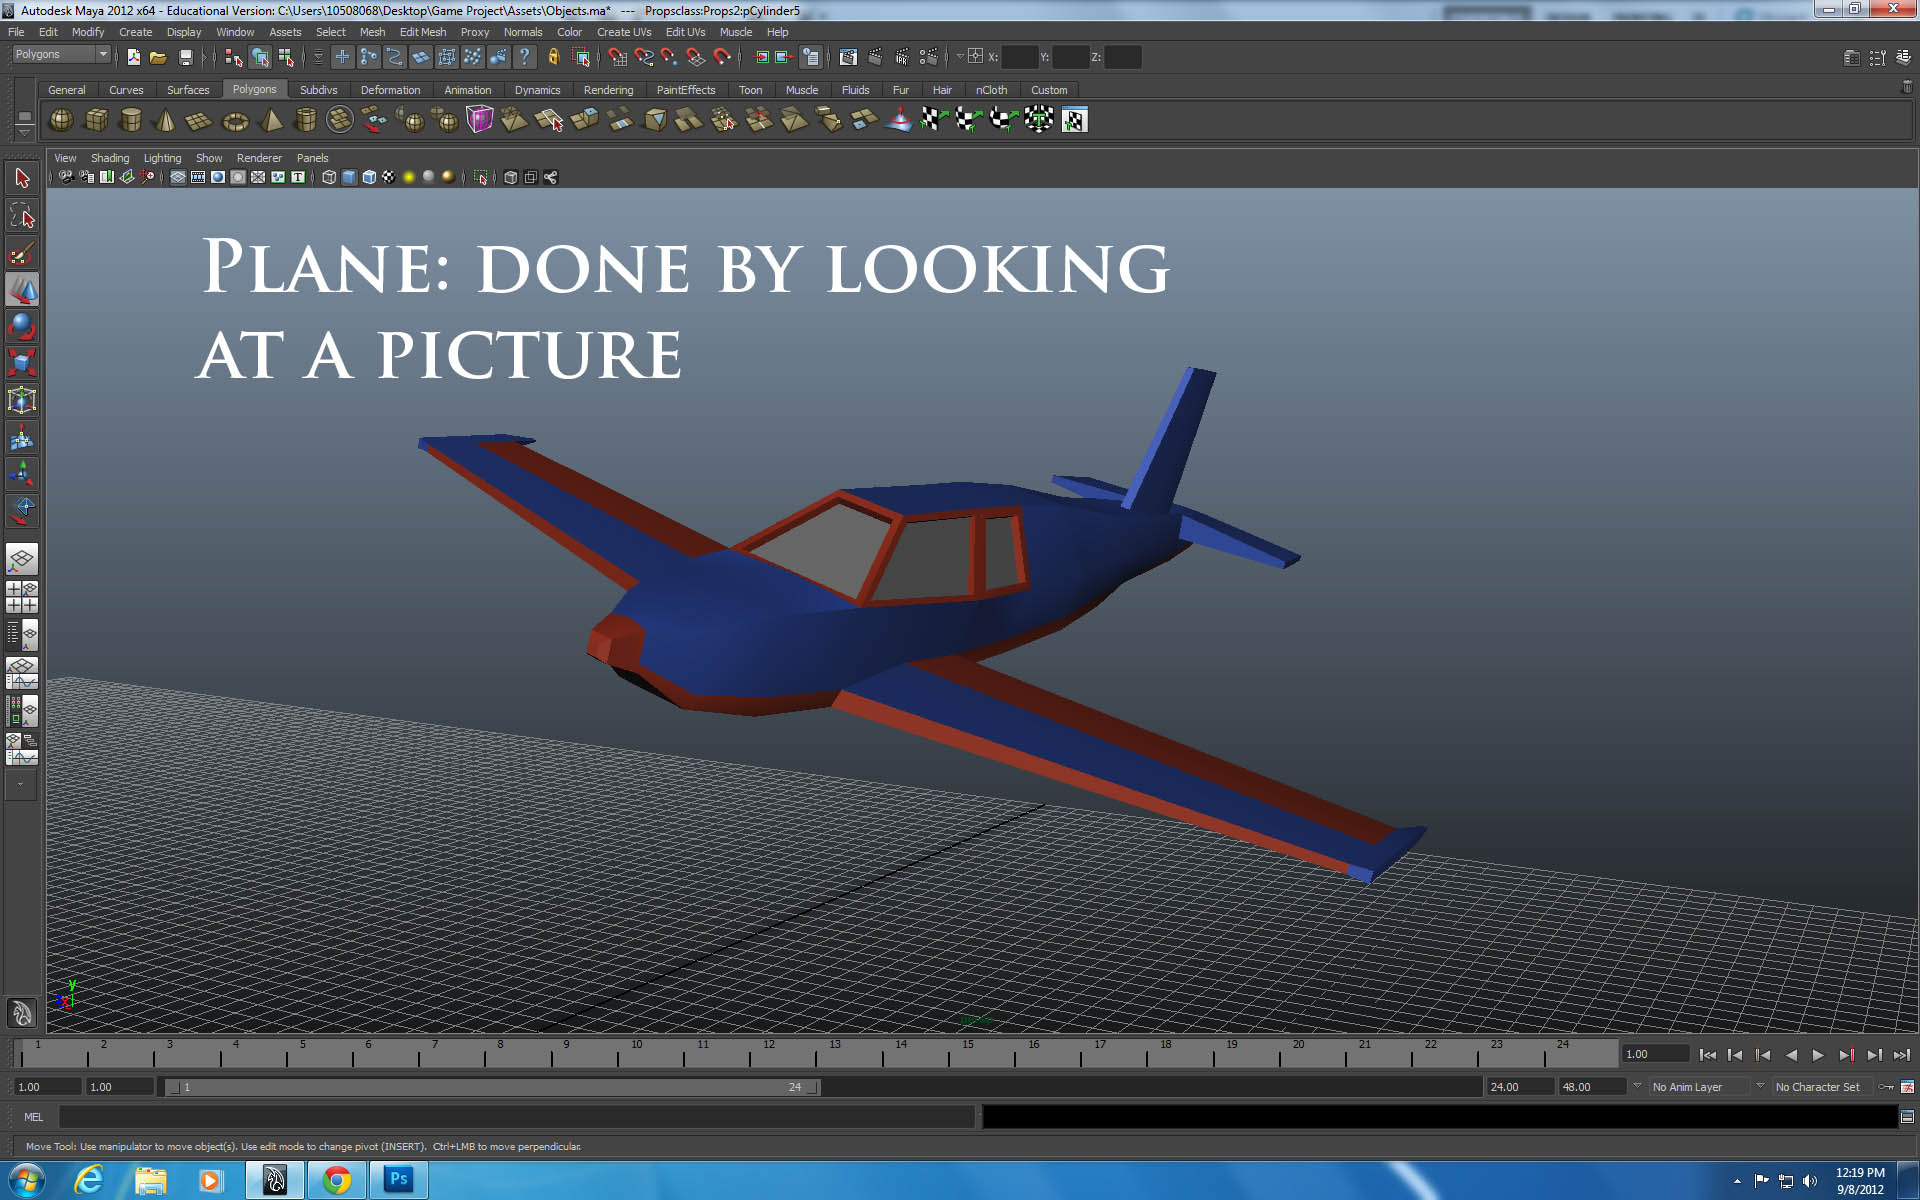 Autodesk Maya 2012 x64 - Educational Version: C:\Users\10508068\Desktop\Game Project\Assets\Objects.ma* --- Propsclass:Props2:pCylinder5
File Edit Modify Create Display Window Assets Select Mesh Edit Mesh Proxy Normals Color Create UVs Edit UVs Muscle Help
Polygons X: Y: Z:
General Curves Surfaces Polygons Subdivs Deformation Animation Dynamics Rendering PaintEffects Toon Muscle Fluids Fur Hair nCloth Custom
View Shading Lighting Show Renderer Panels
Plane: done by looking
at a picture
y
1 2 3 4 5 6 7 8 9 10 11 12 13 14 15 16 17 18 19 20 21 22 23 24 1.00
1.00 1.00 1 24 24.00 48.00 No Anim Layer No Character Set
MEL
Move Tool: Use manipulator to move object(s). Use edit mode to change pivot (INSERT). Ctrl+LMB to move perpendicular.
Ps
12:19 PM
9/8/2012